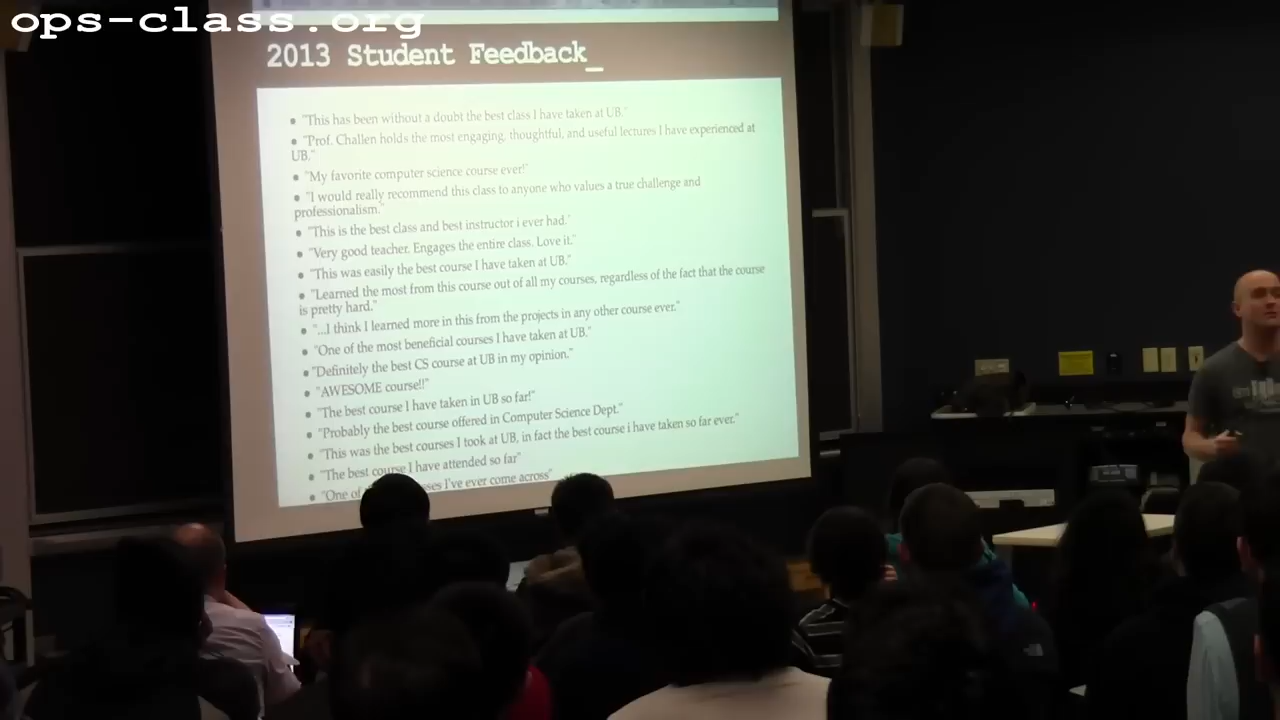 ops-class.org
2013 Student Feedback_
• "This has been without a doubt the best class I have taken at UB."
• "Prof. Challen holds the most engaging, thoughtful, and useful lectures I have experienced at
UB."
• "My favorite computer science course ever!"
• "I would really recommend this class to anyone who values a true challenge and
professionalism."
• "This is the best class and best instructor i ever had."
• "Very good teacher. Engages the entire class. Love it."
• "This was easily the best course I have taken at UB."
• "Learned the most from this course out of all my courses, regardless of the fact that the course
is pretty hard."
• "...I think I learned more in this from the projects in any other course ever."
• "One of the most beneficial courses I have taken at UB."
• "Definitely the best CS course at UB in my opinion."
• "AWESOME course!!"
• "The best course I have taken in UB so far!"
• "Probably the best course offered in Computer Science Dept."
• "This was the best courses I took at UB, in fact the best course i have taken so far ever."
• "The best course I have attended so far"
• "One of I've ever come across"